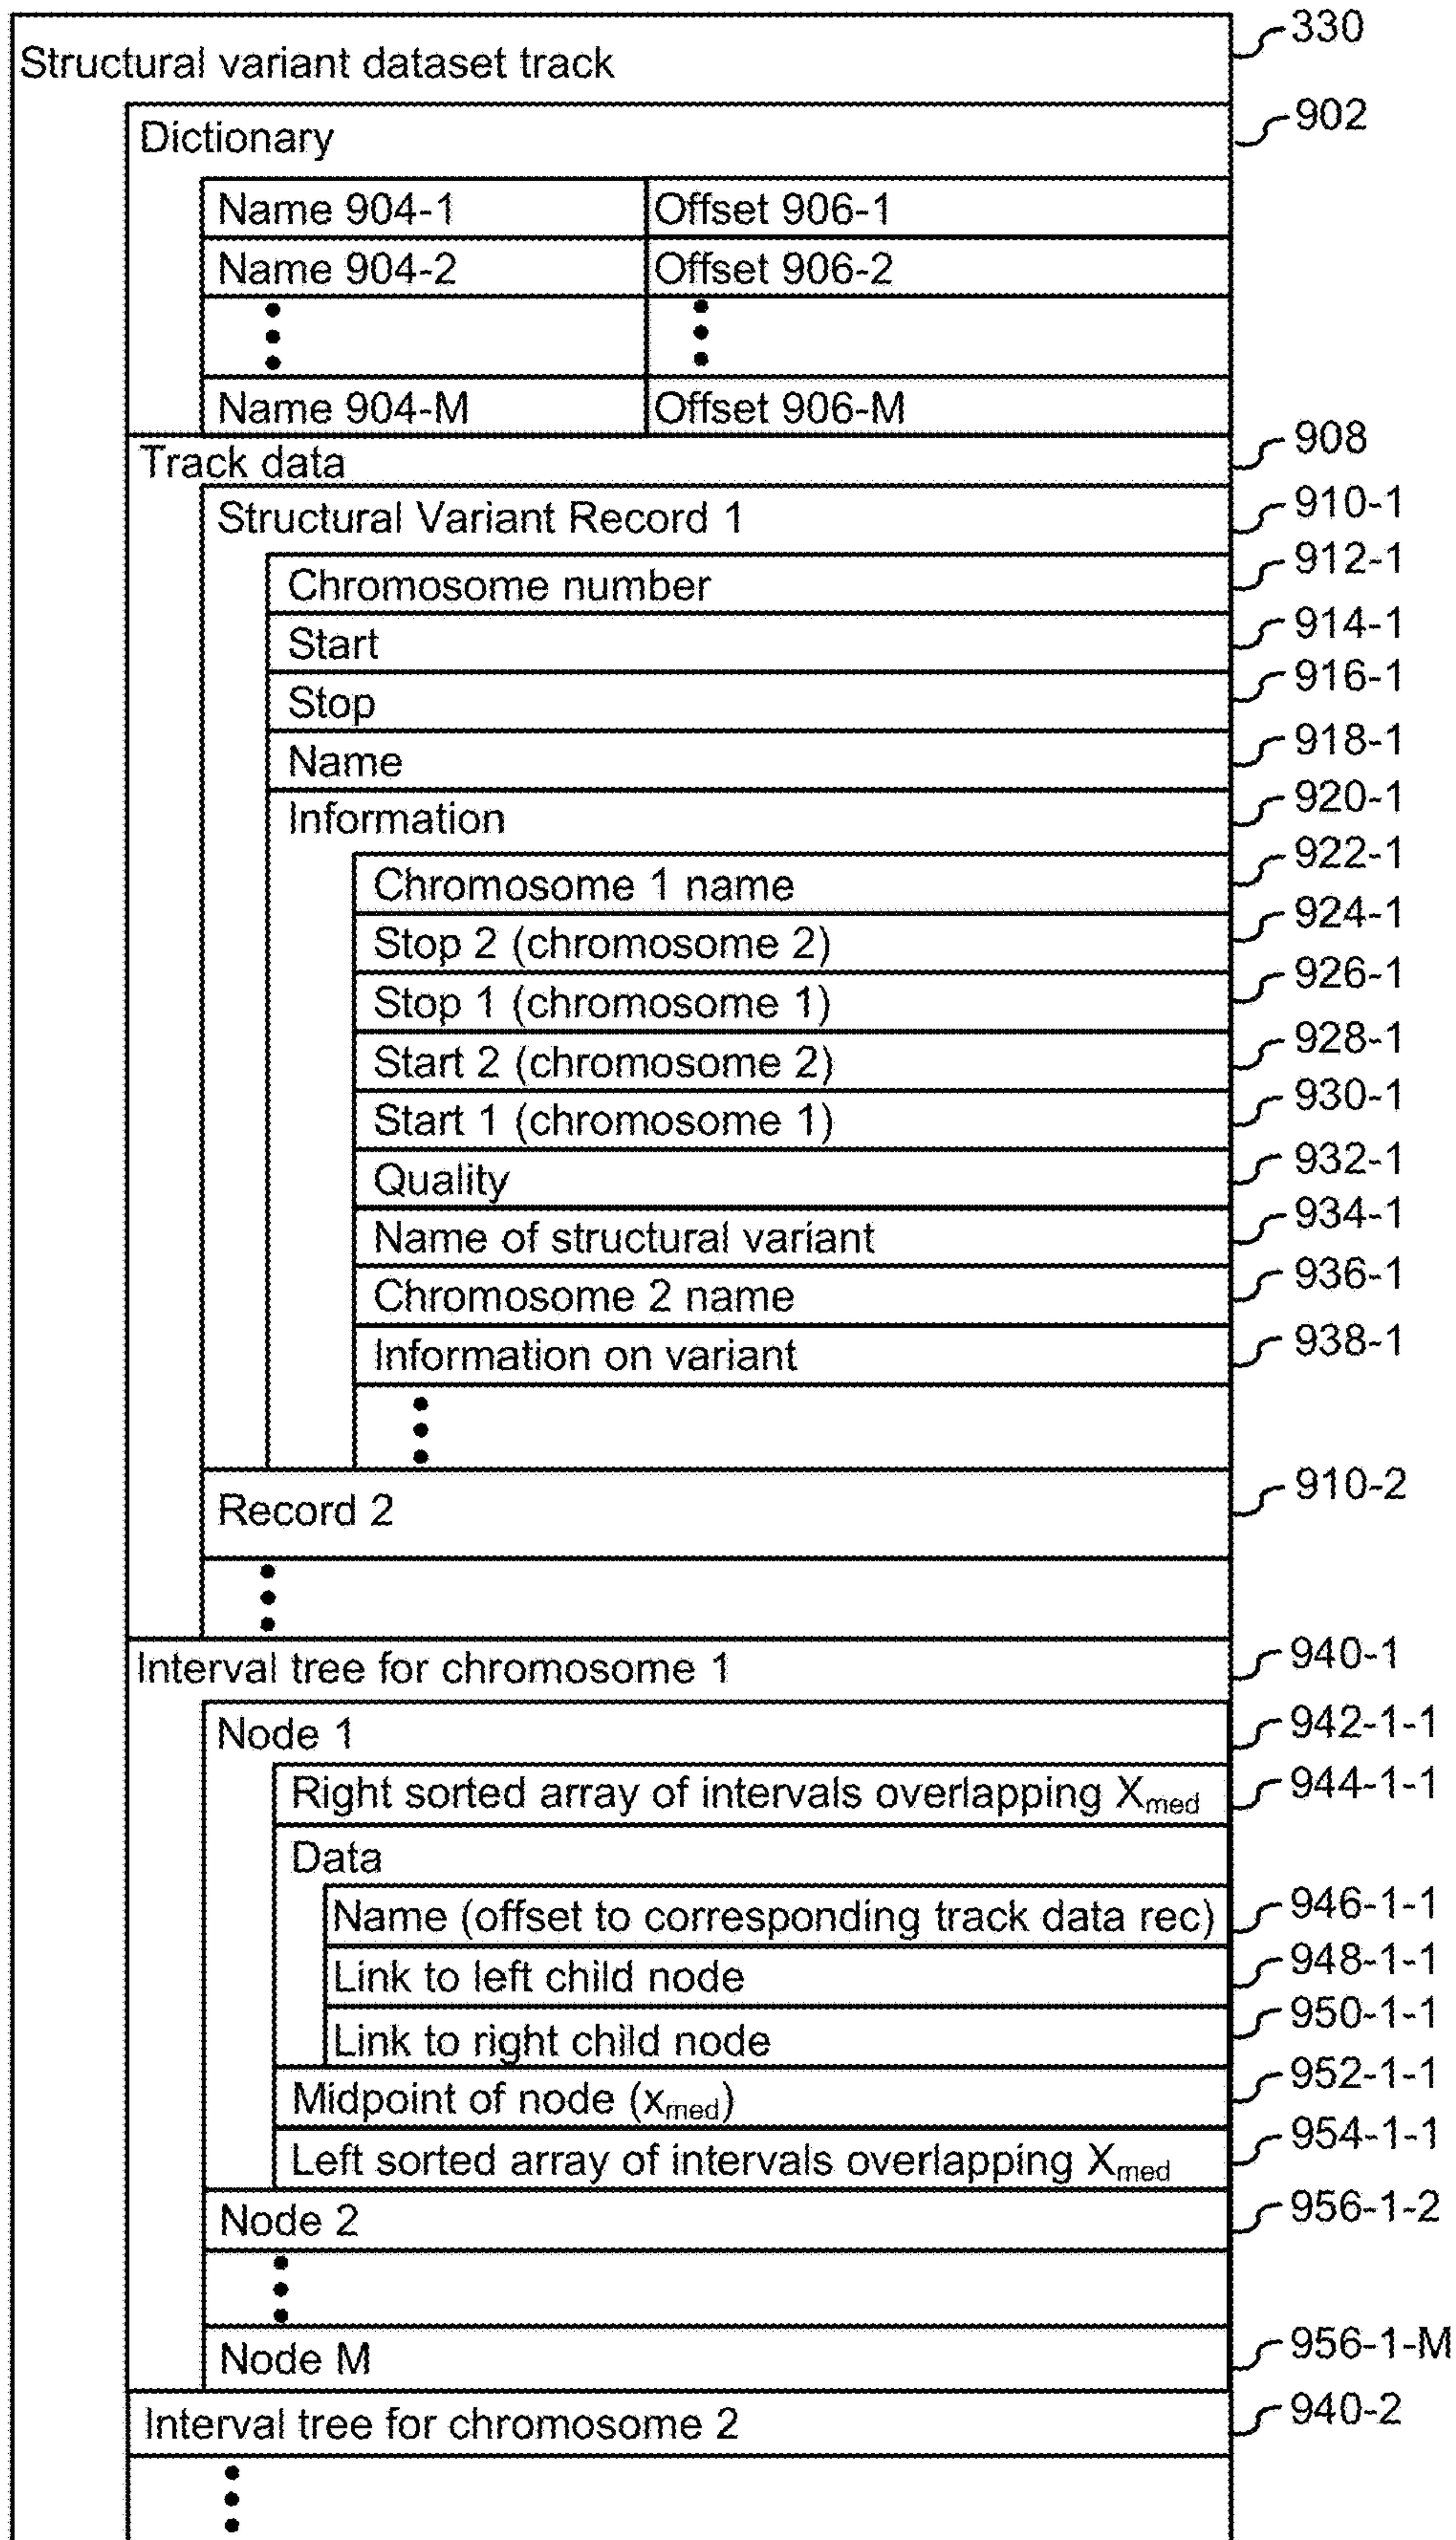 Structural variant dataset track 330
Dictionary 902
Name 904-1 Offset 906-1
Name 904-2 Offset 906-2
Name 904-M Offset 906-M
Track data 908
Structural Variant Record 1 910-1
Chromosome number 912-1
Start 914-1
Stop 916-1
Name 918-1
Information 920-1
Chromosome 1 name 922-1
Stop 2 (chromosome 2) 924-1
Stop 1 (chromosome 1) 926-1
Start 2 (chromosome 2) 928-1
Start 1 (chromosome 1) 930-1
Quality 932-1
Name of structural variant 934-1
Chromosome 2 name 936-1
Information on variant 938-1
Record 2 910-2
Interval tree for chromosome 1 940-1
Node 1 942-1-1
Right sorted array of intervals overlapping Xmed 944-1-1
Data
Name (offset to corresponding track data rec) 946-1-1
Link to left child node 948-1-1
Link to right child node 950-1-1
Midpoint of node (xmed) 952-1-1
Left sorted array of intervals overlapping Xmed 954-1-1
Node 2 956-1-2
Node M 956-1-M
Interval tree for chromosome 2 940-2